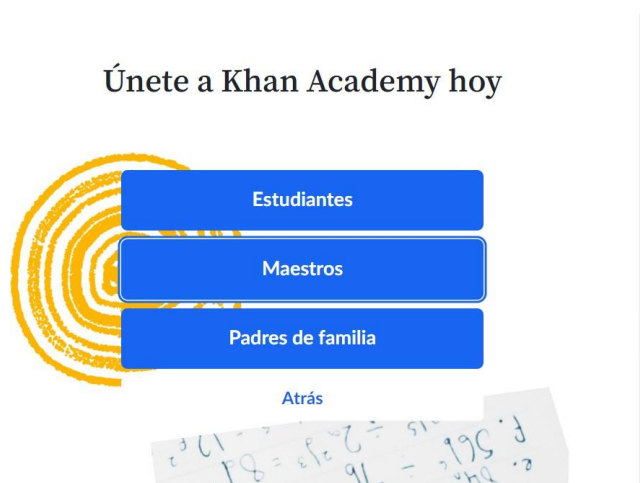 Únete a Khan Academy hoy
Estudiantes
Maestros
Padres de familia
Atrás